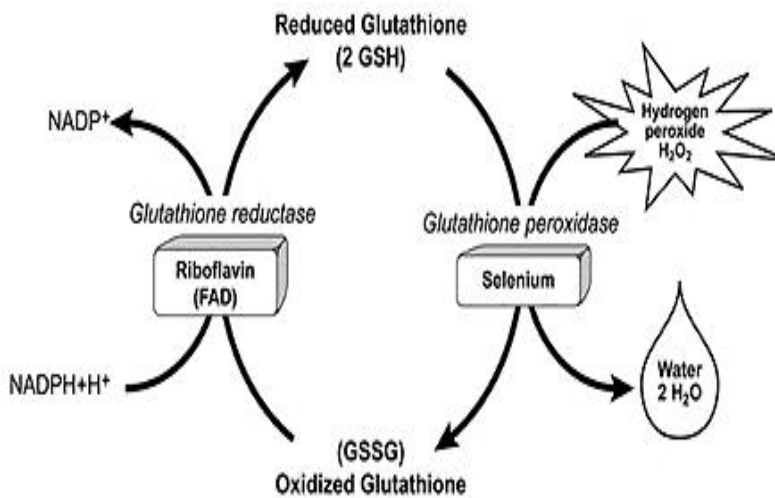 Reduced Glutathione
(2 GSH)
NADP⁺
Hydrogen
peroxide
H₂O₂
Glutathione reductase
Glutathione peroxidase
Riboflavin
(FAD)
Selenium
NADPH+H⁺
Water
2 H₂O
(GSSG)
Oxidized Glutathione